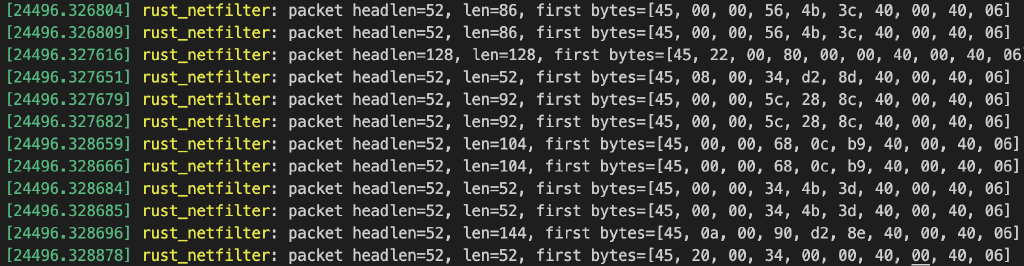 [24496.326804] rust_netfilter: packet headlen=52, len=86, first bytes=[45, 00, 00, 56, 4b, 3c, 40, 00, 40, 06]
[24496.326809] rust_netfilter: packet headlen=52, len=86, first bytes=[45, 00, 00, 56, 4b, 3c, 40, 00, 40, 06]
[24496.327616] rust_netfilter: packet headlen=128, len=128, first bytes=[45, 22, 00, 80, 00, 00, 40, 00, 40, 06
[24496.327651] rust_netfilter: packet headlen=52, len=52, first bytes=[45, 08, 00, 34, d2, 8d, 40, 00, 40, 06]
[24496.327679] rust_netfilter: packet headlen=52, len=92, first bytes=[45, 00, 00, 5c, 28, 8c, 40, 00, 40, 06]
[24496.327682] rust_netfilter: packet headlen=52, len=92, first bytes=[45, 00, 00, 5c, 28, 8c, 40, 00, 40, 06]
[24496.328659] rust_netfilter: packet headlen=52, len=104, first bytes=[45, 00, 00, 68, 0c, b9, 40, 00, 40, 06]
[24496.328666] rust_netfilter: packet headlen=52, len=104, first bytes=[45, 00, 00, 68, 0c, b9, 40, 00, 40, 06]
[24496.328684] rust_netfilter: packet headlen=52, len=52, first bytes=[45, 00, 00, 34, 4b, 3d, 40, 00, 40, 06]
[24496.328685] rust_netfilter: packet headlen=52, len=52, first bytes=[45, 00, 00, 34, 4b, 3d, 40, 00, 40, 06]
[24496.328696] rust_netfilter: packet headlen=52, len=144, first bytes=[45, 0a, 00, 90, d2, 8e, 40, 00, 40, 06]
[24496.328878] rust_netfilter: packet headlen=52, len=52, first bytes=[45, 20, 00, 34, 00, 00, 40, 00, 40, 06]